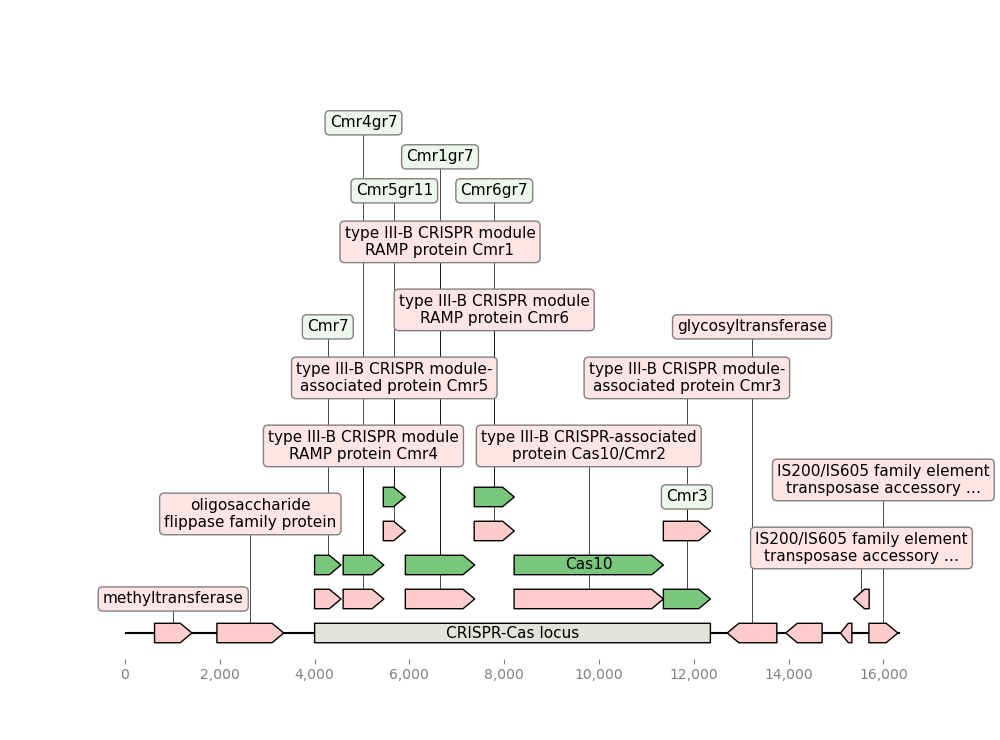 Cmr4gr7
Cmr1gr7
Cmr5gr11
Cmr6gr7
type III-B CRISPR module
RAMP protein Cmr1
type III-B CRISPR module
RAMP protein Cmr6
Cmr7
glycosyltransferase
type III-B CRISPR module-
associated protein Cmr5
type III-B CRISPR module-
associated protein Cmr3
type III-B CRISPR module
RAMP protein Cmr4
type III-B CRISPR-associated
protein Cas10/Cmr2
IS200/IS605 family element
transposase accessory ...
oligosaccharide
flippase family protein
Cmr3
IS200/IS605 family element
transposase accessory ...
Cas10
methyltransferase
CRISPR-Cas locus
0
2,000
4,000
6,000
8,000
10,000
12,000
14,000
16,000